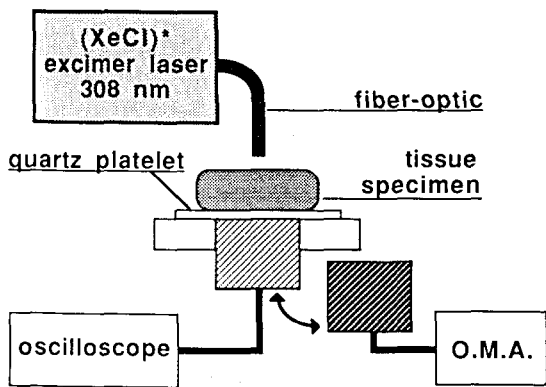 (XeCl)*
excimer laser
308 nm
fiber-optic
quartz platelet
tissue
specimen
oscilloscope
O.M.A.